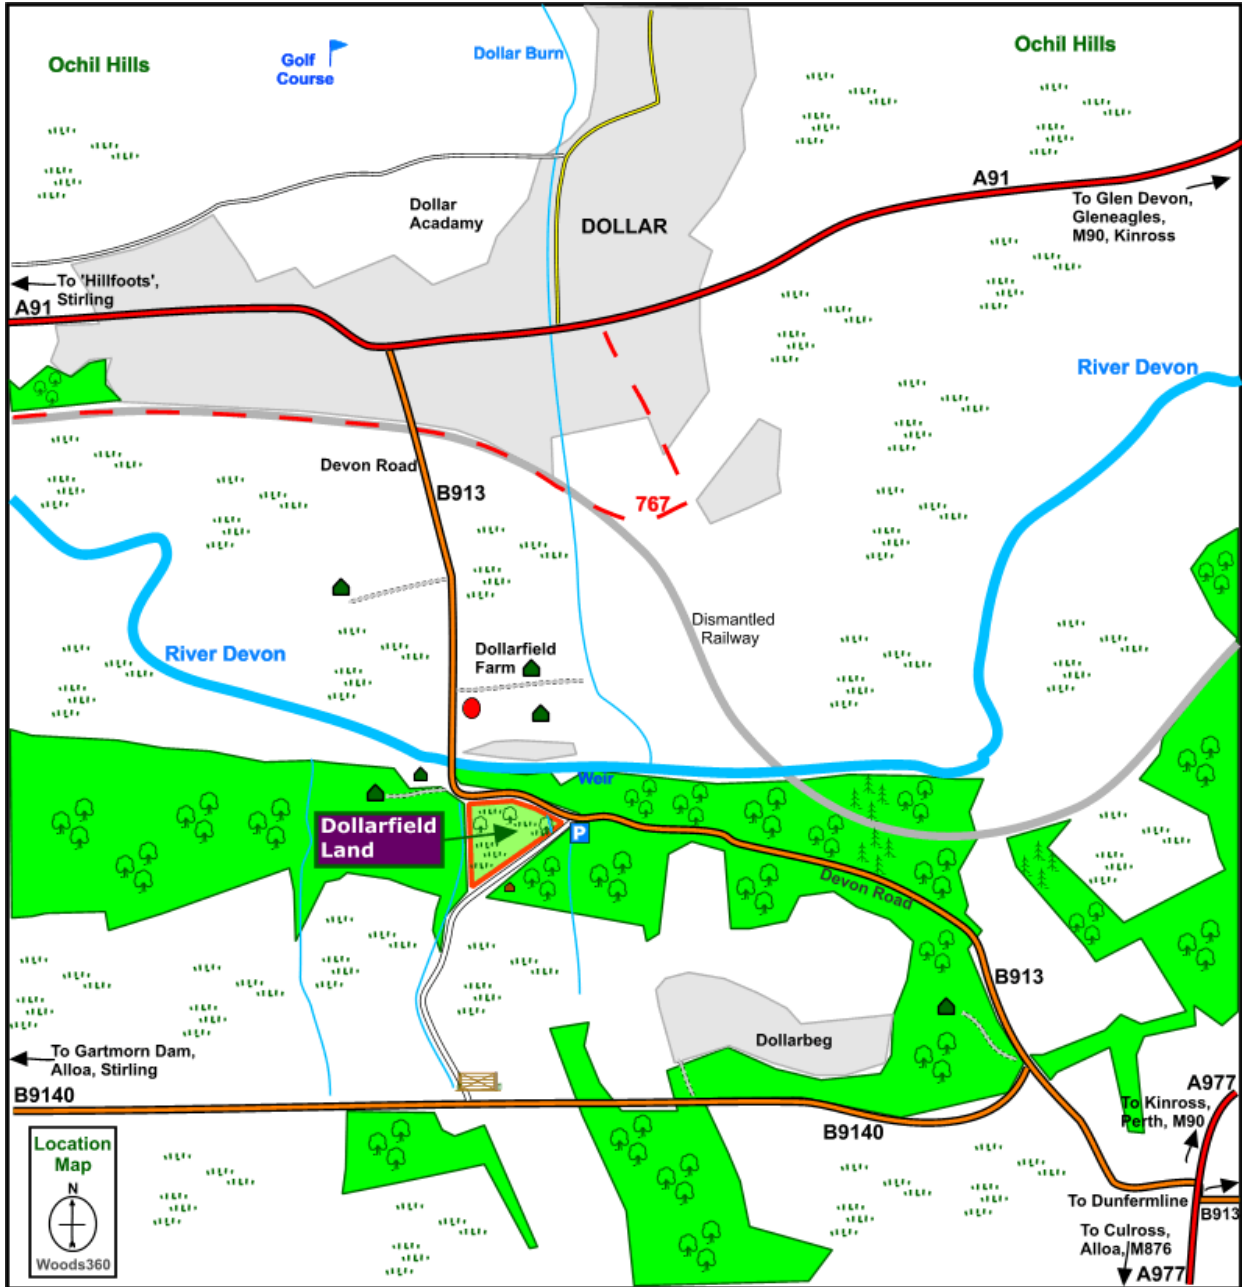 Ochil Hills
Golf
Course
Dollar Burn
Ochil Hills
A91
To Glen Devon,
Gleneagles,
M90, Kinross
Dollar
Acadamy
DOLLAR
To 'Hillfoots',
Stirling
A91
River Devon
Devon Road
B913
767
Dismantled
Railway
River Devon
Dollarfield
Farm
Weir
Dollarfield
Land
P
Devon Road
B913
Dollarbeg
To Gartmorn Dam,
Alloa, Stirling
B9140
A977
To Kinross,
Perth, M90
B9140
Location
Map
N
Woods360
To Dunfermline
B913
To Culross,
Alloa, M876
A977